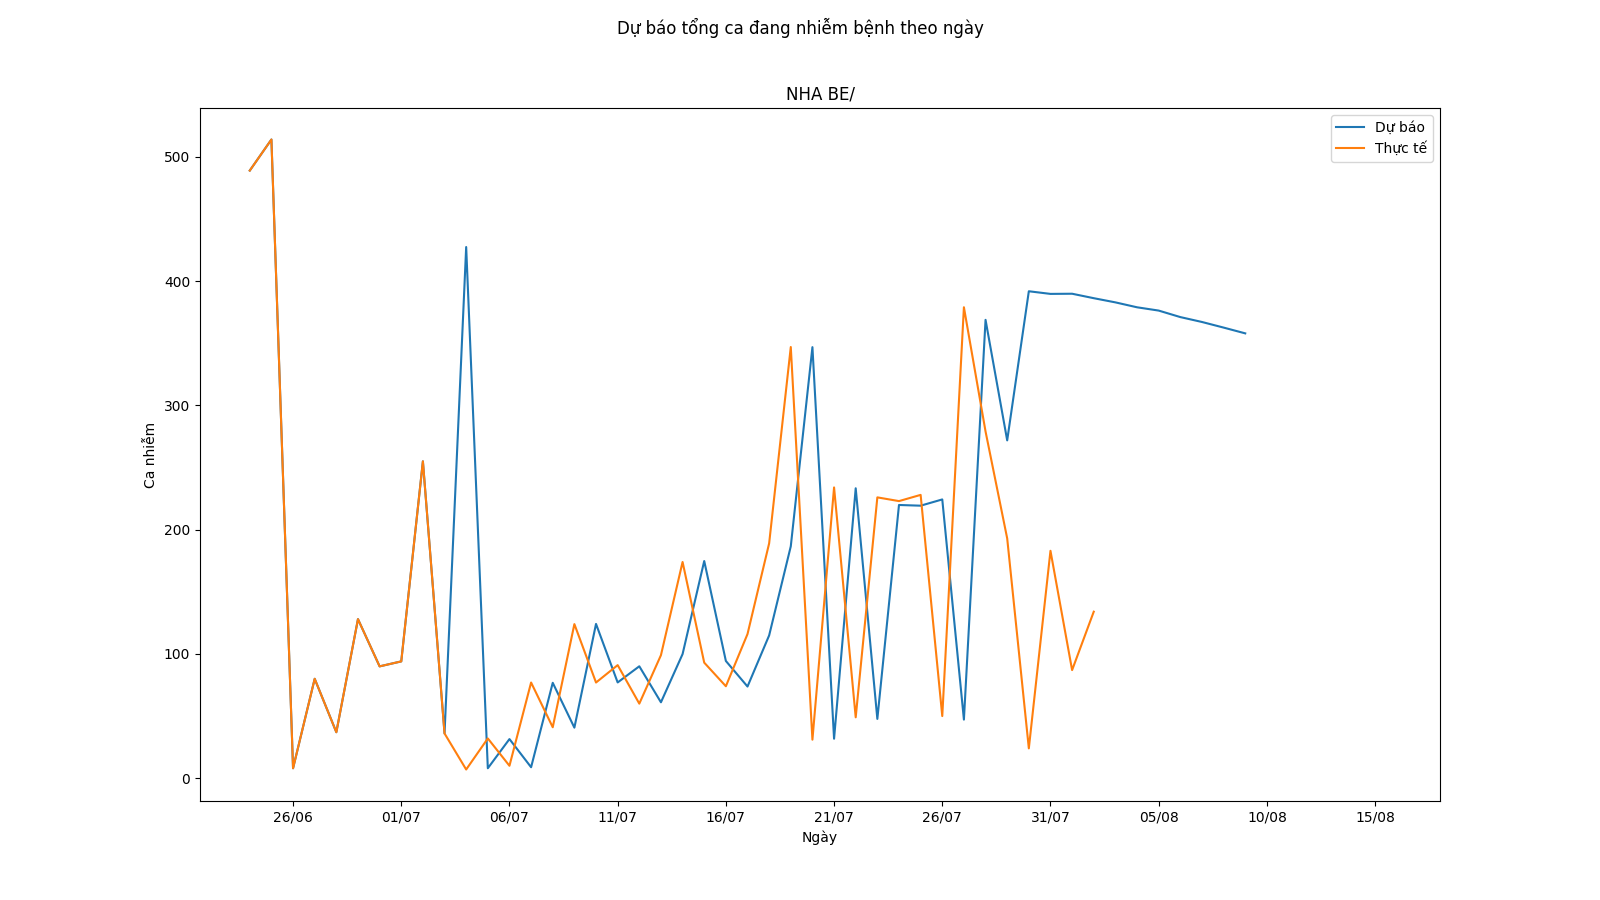 Dự báo tổng ca đang nhiễm bệnh theo ngày
NHA BE/
Dự báo
Thực tế
500
400
300
200
100
0
Ca nhiễm
26/06 01/07 06/07 11/07 16/07 21/07 26/07 31/07 05/08 10/08 15/08
Ngày